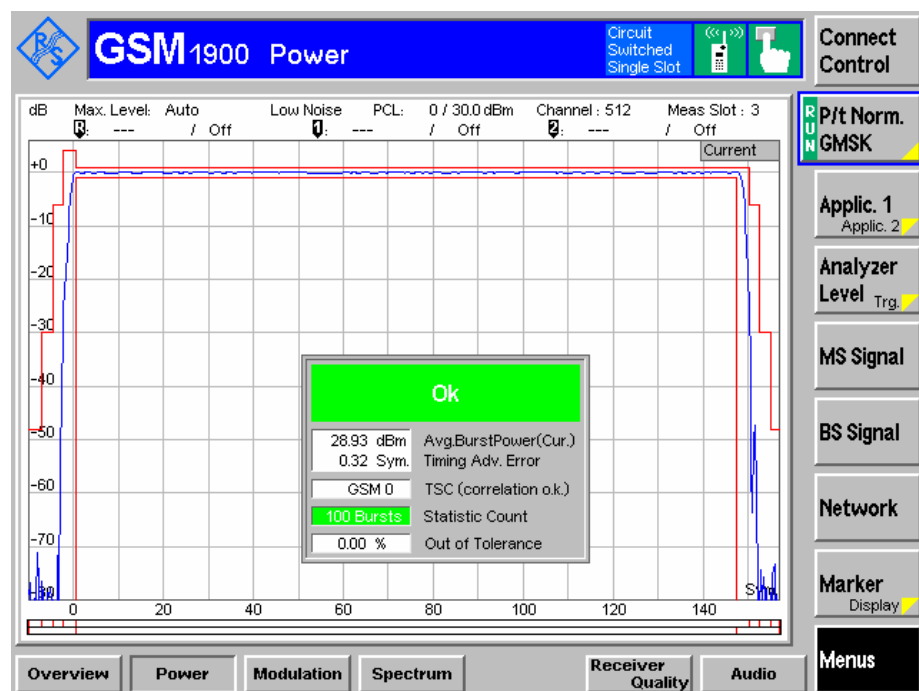 R&S
GSM1900 Power
Circuit
Switched
Single Slot
Connect
Control
dB Max. Level: Auto Low Noise PCL: 0 / 30.0 dBm Channel : 512 Meas Slot : 3
R: --- / Off 1: --- / Off 2: --- / Off
Current
+0
-10
-20
-30
-40
-50
-60
-70
-80
0 20 40 60 80 100 120 140
Ok
28.93 dBm Avg.BurstPower(Cur.)
0.32 Sym. Timing Adv. Error
GSM 0 TSC (correlation o.k.)
100 Bursts Statistic Count
0.00 % Out of Tolerance
RUN
P/t Norm.
GMSK
Applic. 1
Applic. 2
Analyzer
Level Trg.
MS Signal
BS Signal
Network
Marker
Display
Menus
Overview Power Modulation Spectrum Receiver Quality Audio